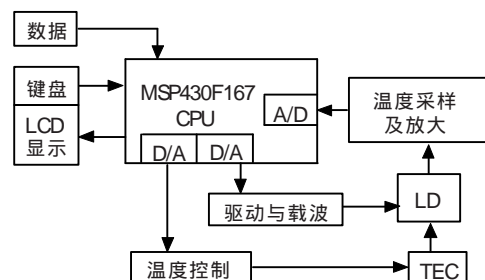 数据
键盘
LCD
显示
MSP430F167
CPU
A/D
D/A
D/A
温度采样
及放大
驱动与载波
LD
温度控制
TEC